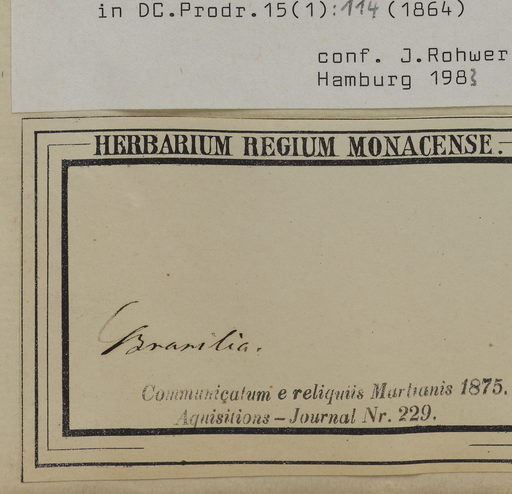 in DC.Prodr.15(1):114 (1864)
conf. J.Rohwer
Hamburg 1983
HERBARIUM REGIUM MONACENSE.
Brasilia.
Communicatum e reliquiis Martianis 1875.
Aquisitions – Journal Nr. 229.